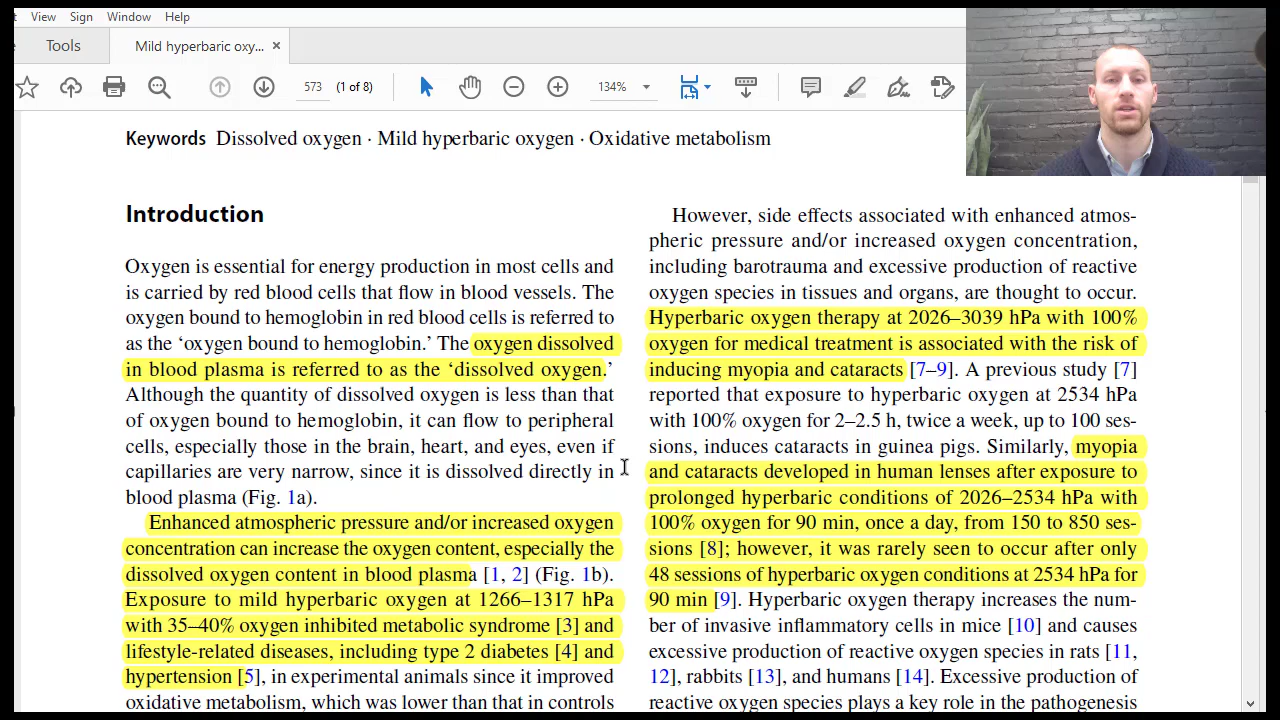 View Sign Window Help
Tools Mild hyperbaric oxy... ×
573 (1 of 8) 134%
Keywords Dissolved oxygen · Mild hyperbaric oxygen · Oxidative metabolism
Introduction
Oxygen is essential for energy production in most cells and
is carried by red blood cells that flow in blood vessels. The
oxygen bound to hemoglobin in red blood cells is referred to
as the ‘oxygen bound to hemoglobin.’ The oxygen dissolved
in blood plasma is referred to as the ‘dissolved oxygen.’
Although the quantity of dissolved oxygen is less than that
of oxygen bound to hemoglobin, it can flow to peripheral
cells, especially those in the brain, heart, and eyes, even if
capillaries are very narrow, since it is dissolved directly in
blood plasma (Fig. 1a).
Enhanced atmospheric pressure and/or increased oxygen
concentration can increase the oxygen content, especially the
dissolved oxygen content in blood plasma [1, 2] (Fig. 1b).
Exposure to mild hyperbaric oxygen at 1266–1317 hPa
with 35–40% oxygen inhibited metabolic syndrome [3] and
lifestyle-related diseases, including type 2 diabetes [4] and
hypertension [5], in experimental animals since it improved
oxidative metabolism, which was lower than that in controls
However, side effects associated with enhanced atmos-
pheric pressure and/or increased oxygen concentration,
including barotrauma and excessive production of reactive
oxygen species in tissues and organs, are thought to occur.
Hyperbaric oxygen therapy at 2026–3039 hPa with 100%
oxygen for medical treatment is associated with the risk of
inducing myopia and cataracts [7–9]. A previous study [7]
reported that exposure to hyperbaric oxygen at 2534 hPa
with 100% oxygen for 2–2.5 h, twice a week, up to 100 ses-
sions, induces cataracts in guinea pigs. Similarly, myopia
and cataracts developed in human lenses after exposure to
prolonged hyperbaric conditions of 2026–2534 hPa with
100% oxygen for 90 min, once a day, from 150 to 850 ses-
sions [8]; however, it was rarely seen to occur after only
48 sessions of hyperbaric oxygen conditions at 2534 hPa for
90 min [9]. Hyperbaric oxygen therapy increases the num-
ber of invasive inflammatory cells in mice [10] and causes
excessive production of reactive oxygen species in rats [11,
12], rabbits [13], and humans [14]. Excessive production of
reactive oxygen species plays a key role in the pathogenesis